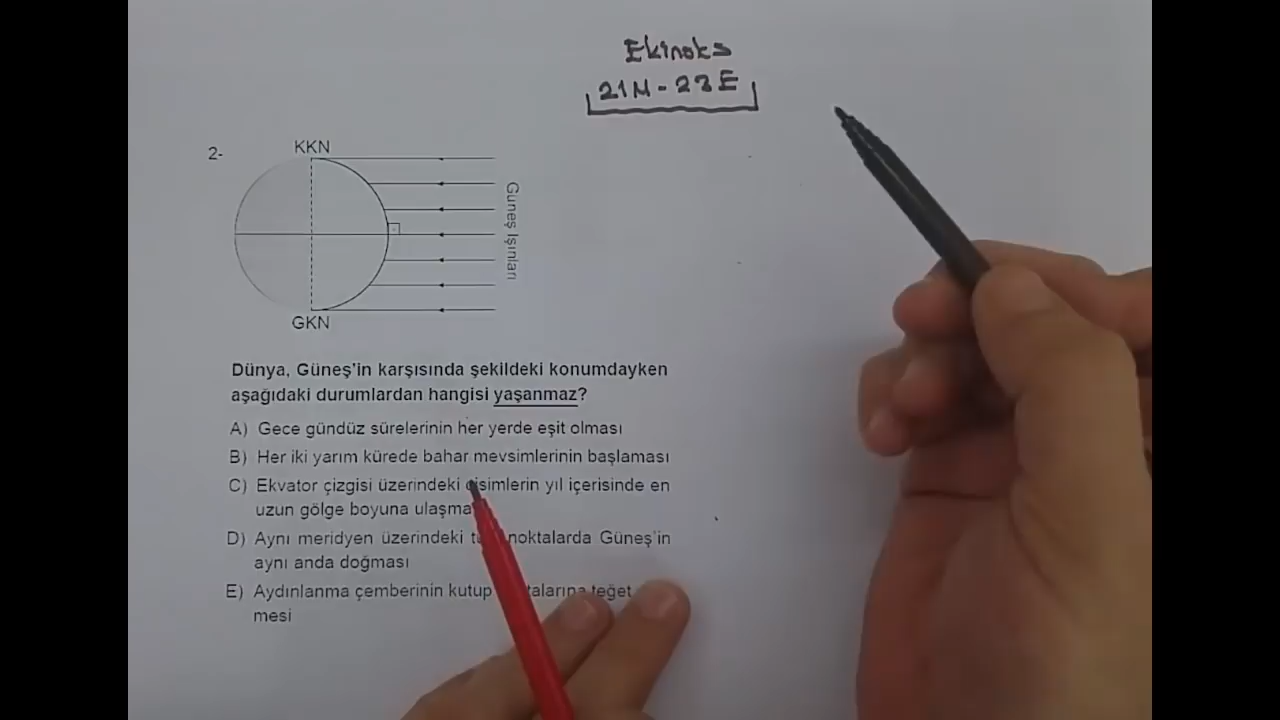 Ekinoks
21M - 23E
2-
KKN
Güneş Işınları
GKN
Dünya, Güneş'in karşısında şekildeki konumdayken
aşağıdaki durumlardan hangisi yaşanmaz?
A) Gece gündüz sürelerinin her yerde eşit olması
B) Her iki yarım kürede bahar mevsimlerinin başlaması
C) Ekvator çizgisi üzerindeki cisimlerin yıl içerisinde en
uzun gölge boyuna
D) Aynı meridyen üzerindeki noktalarda Güneş'in
aynı anda doğması
E) Aydınlanma çemberinin kutup teğet
mesi